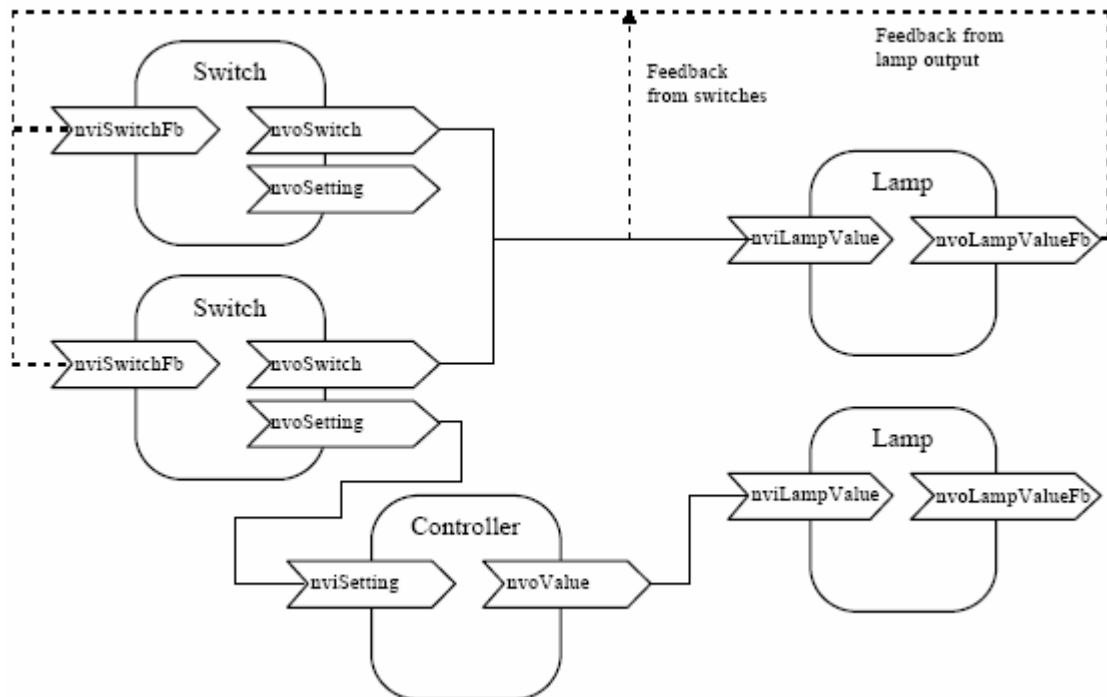 Feedback from
lamp output
Feedback
from switches
Switch
nviSwitchFb
nvoSwitch
nvoSetting
Lamp
nviLampValue
nvoLampValueFb
Switch
nviSwitchFb
nvoSwitch
nvoSetting
Lamp
nviLampValue
nvoLampValueFb
Controller
nviSetting
nvoValue